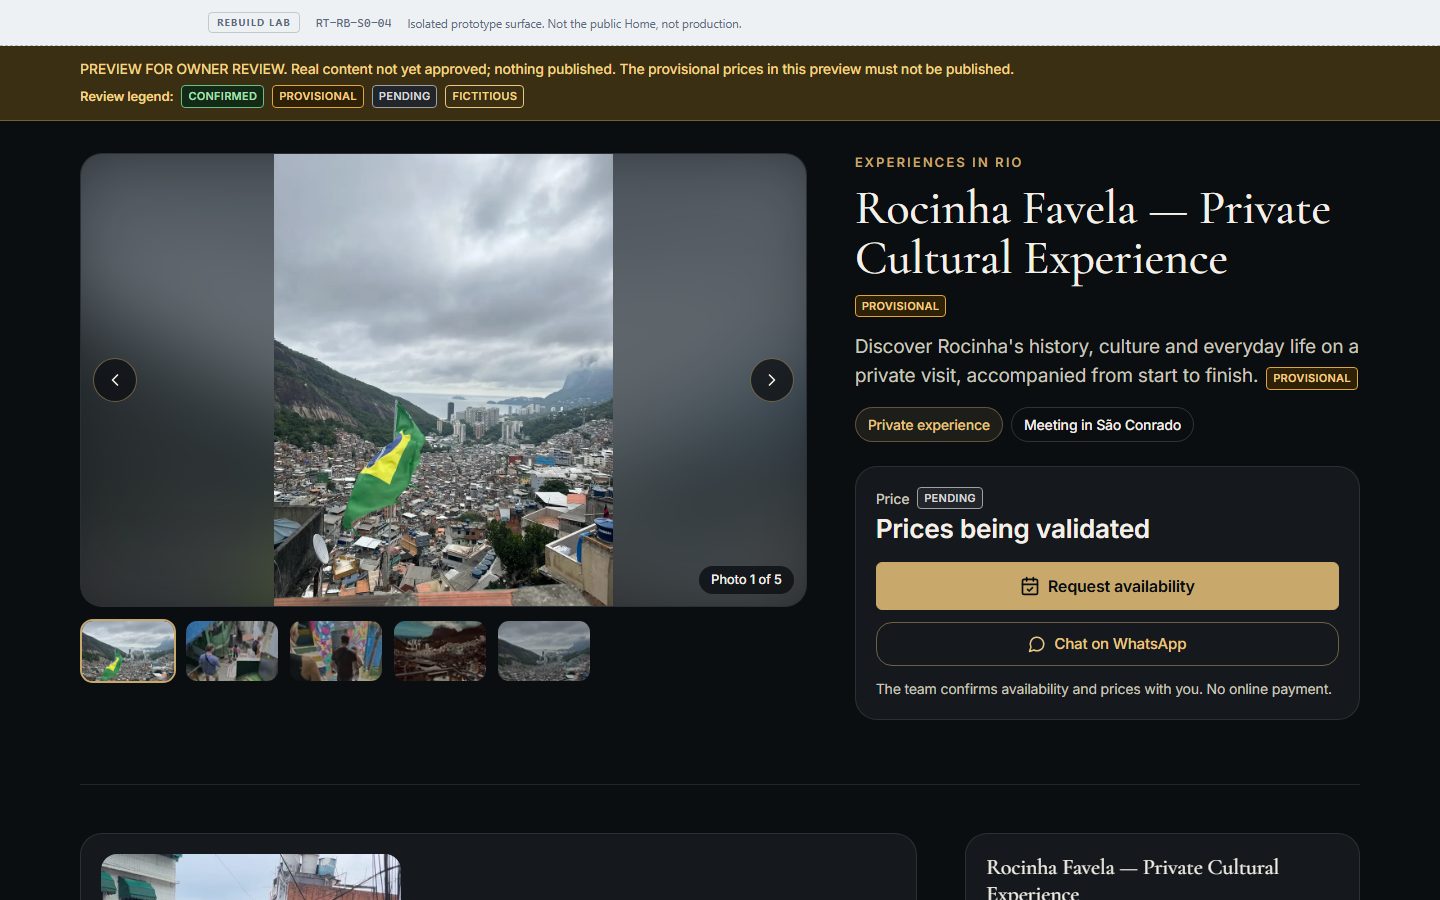 REBUILD LAB RT-RB-S0-04 Isolated prototype surface. Not the public Home, not production.
PREVIEW FOR OWNER REVIEW. Real content not yet approved; nothing published. The provisional prices in this preview must not be published.
Review legend: CONFIRMED PROVISIONAL PENDING FICTITIOUS
EXPERIENCES IN RIO
Rocinha Favela — Private
Cultural Experience
PROVISIONAL
Discover Rocinha's history, culture and everyday life on a
private visit, accompanied from start to finish. PROVISIONAL
Private experience Meeting in São Conrado
Price PENDING
Prices being validated
Request availability
Chat on WhatsApp
The team confirms availability and prices with you. No online payment.
Photo 1 of 5
Rocinha Favela — Private Cultural
Experience